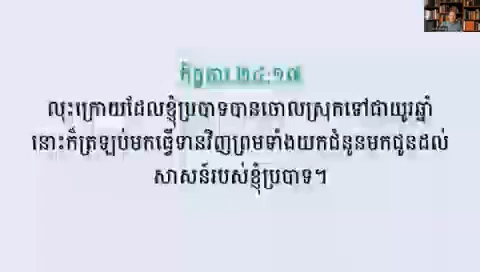 កិច្ចការ ២៤:១៧
លុះក្រោយដែលខ្ញុំប្របាទបានចោលស្រុកទៅជាយូរឆ្នាំ
នោះក៏ត្រឡប់មកធ្វើទានវិញព្រមទាំងយកជំនូនមកជូនដល់
សាសន៍របស់ខ្ញុំប្របាទ។